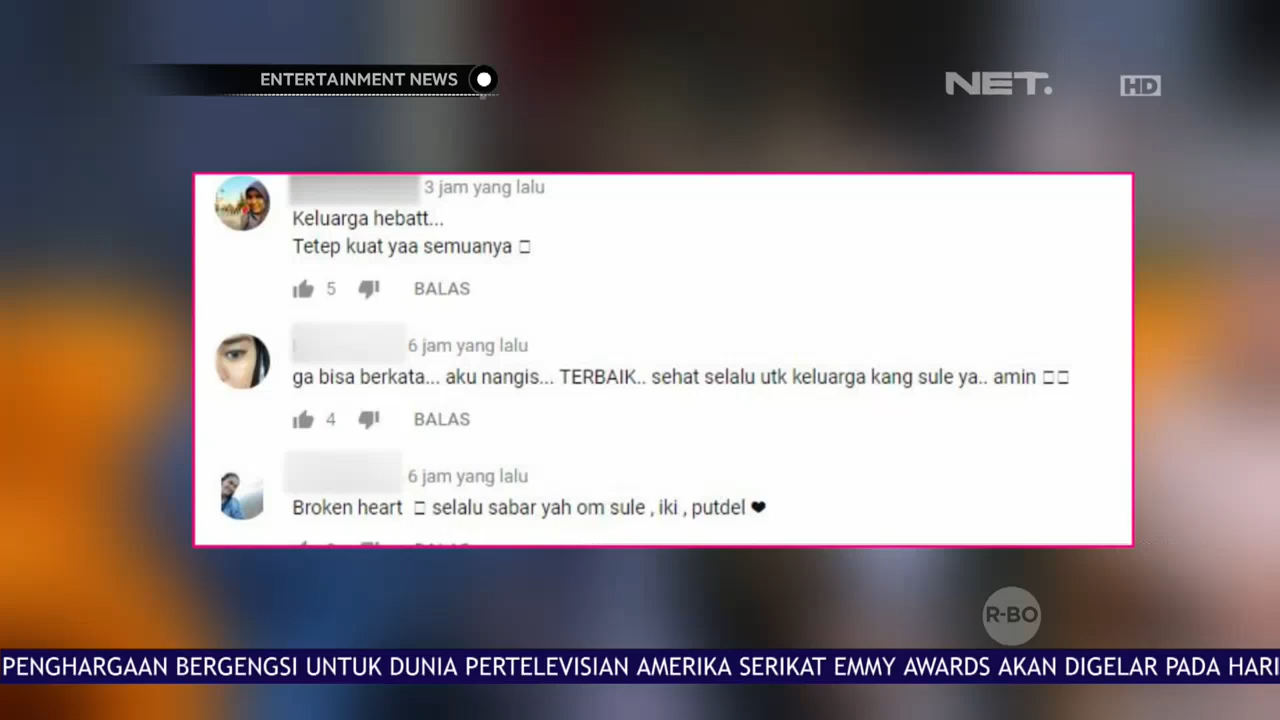 ENTERTAINMENT NEWS
NET.
HD
3 jam yang lalu
Keluarga hebatt...
Tetep kuat yaa semuanya
5
BALAS
6 jam yang lalu
ga bisa berkata... aku nangis... TERBAIK.. sehat selalu utk keluarga kang sule ya.. amin
4
BALAS
6 jam yang lalu
Broken heart selalu sabar yah om sule , iki , putdel ❤
R-BO
PENGHARGAAN BERGENGSI UNTUK DUNIA PERTELEVISIAN AMERIKA SERIKAT EMMY AWARDS AKAN DIGELAR PADA HARI